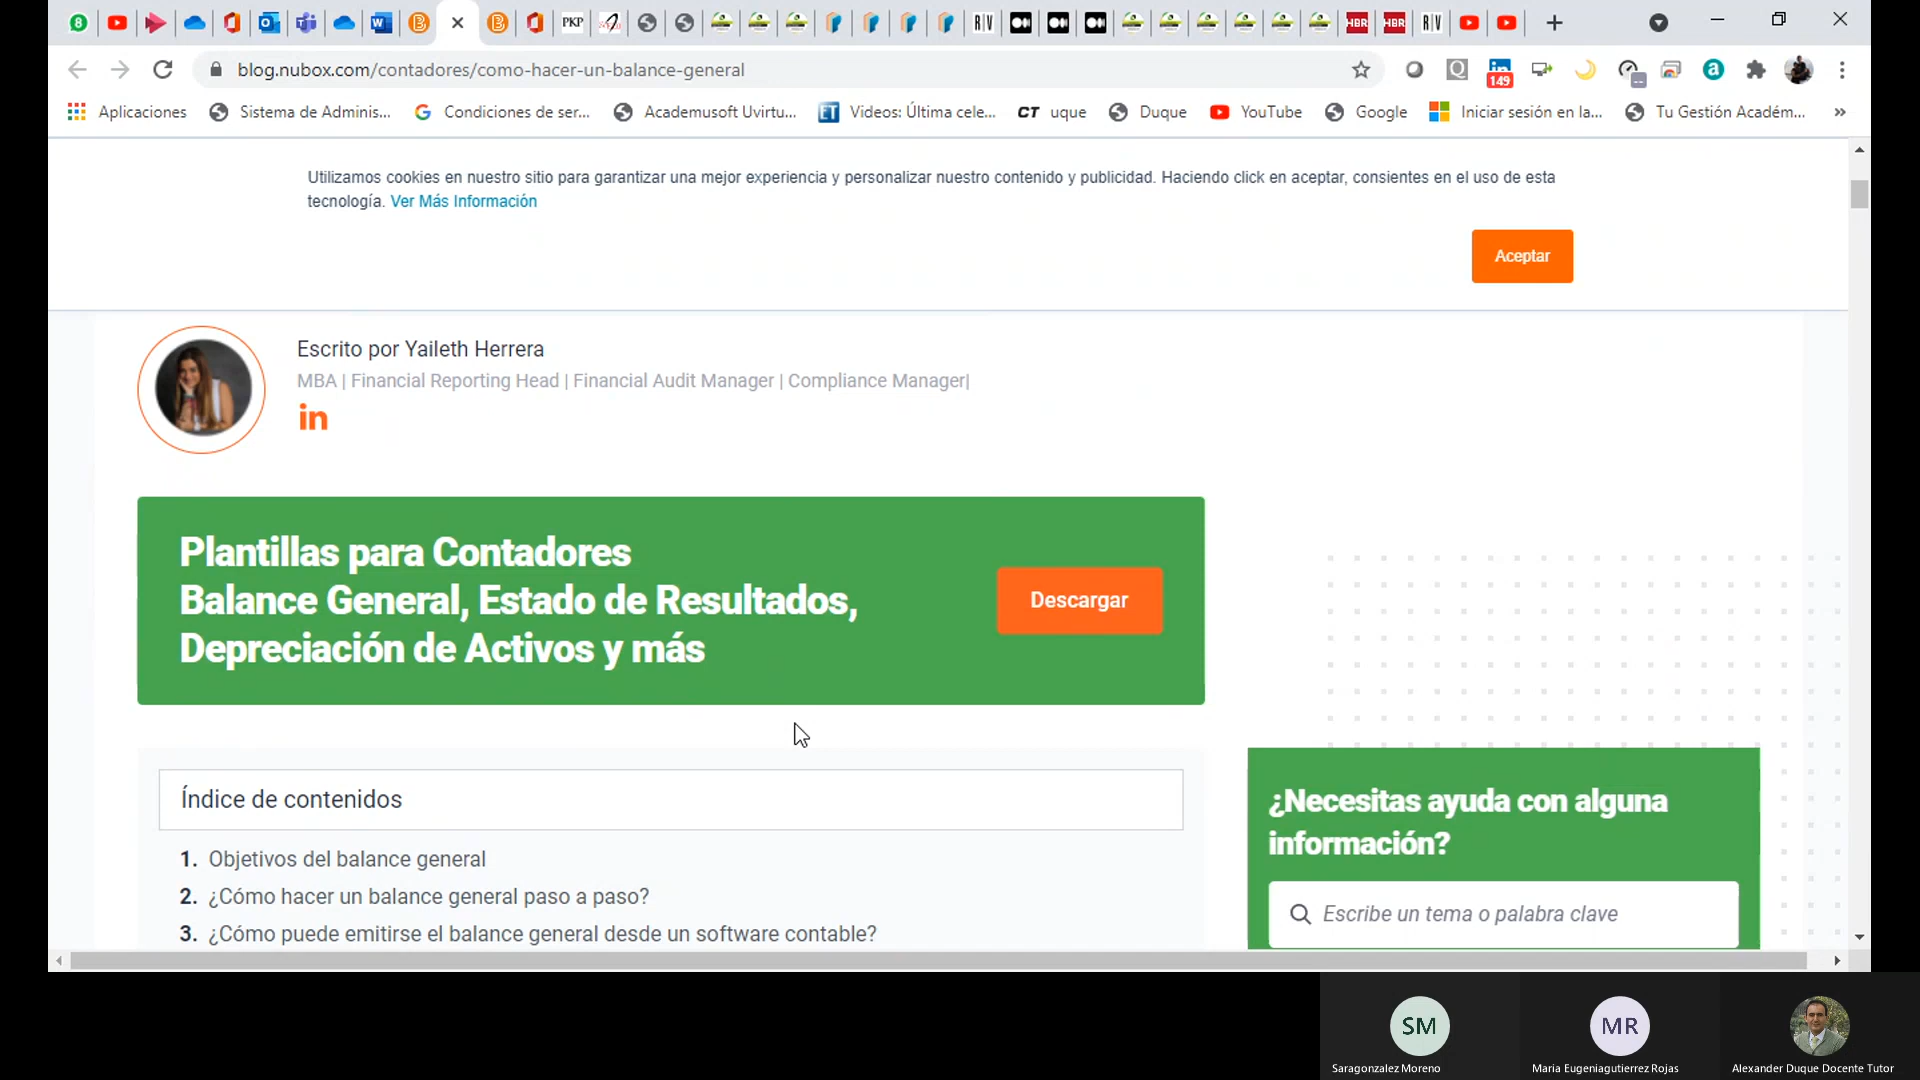 8
PKP
R|V
HBR
HBR
R|V
blog.nubox.com/contadores/como-hacer-un-balance-general
149
a
Aplicaciones
Sistema de Adminis...
Condiciones de ser...
Academusoft Uvirtu...
ET
Videos: Última cele...
CT
uque
Duque
YouTube
Google
Iniciar sesión en la...
Tu Gestión Académ...
»
Utilizamos cookies en nuestro sitio para garantizar una mejor experiencia y personalizar nuestro contenido y publicidad. Haciendo click en aceptar, consientes en el uso de esta
tecnología. Ver Más Información
Aceptar
Escrito por Yaileth Herrera
MBA | Financial Reporting Head | Financial Audit Manager | Compliance Manager|
in
Plantillas para Contadores
Balance General, Estado de Resultados,
Depreciación de Activos y más
Descargar
Índice de contenidos
1. Objetivos del balance general
2. ¿Cómo hacer un balance general paso a paso?
3. ¿Cómo puede emitirse el balance general desde un software contable?
¿Necesitas ayuda con alguna
información?
Escribe un tema o palabra clave
SM
Saragonzalez Moreno
MR
Maria Eugeniagutierrez Rojas
Alexander Duque Docente Tutor